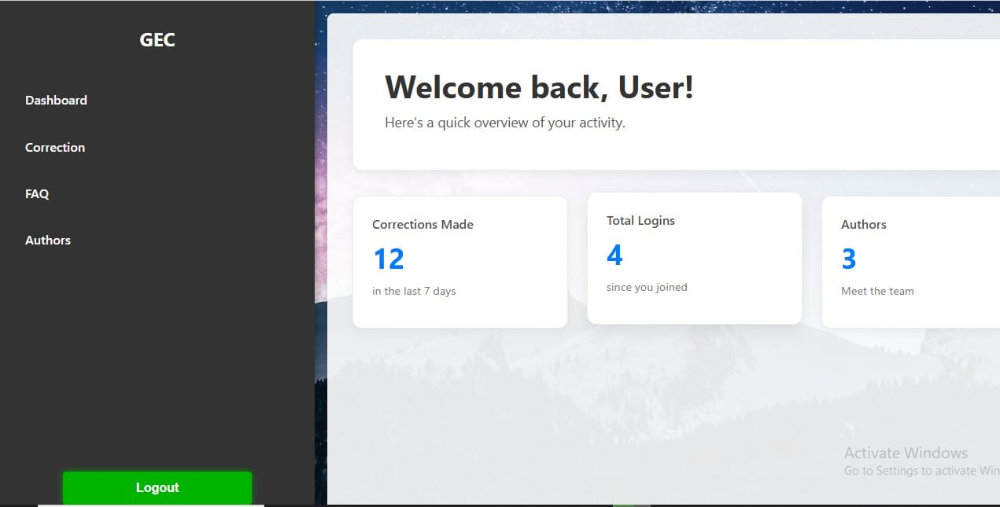 GEC
Dashboard
Correction
FAQ
Authors
Logout
Welcome back, User!
Here's a quick overview of your activity.
Corrections Made
12
in the last 7 days
Total Logins
4
since you joined
Authors
3
Meet the team
Activate Windows
Go to Settings to activate Win